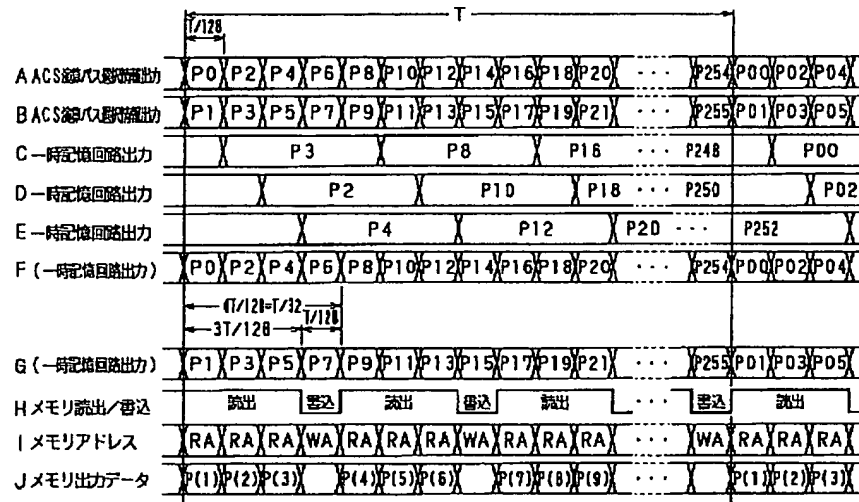 T
T/128
A ACS演算パス選択情報出力 P0 P2 P4 P6 P8 P10 P12 P14 P16 P18 P20 ··· P254 P00 P02 P04
B ACS演算パス選択情報出力 P1 P3 P5 P7 P9 P11 P13 P15 P17 P19 P21 ··· P255 P01 P03 P05
C 一時記憶回路出力 P3 P8 P16 ··· P248 P00
D 一時記憶回路出力 P2 P10 P18 ··· P250 P02
E 一時記憶回路出力 P4 P12 P20 ··· P252
F (一時記憶回路出力) P0 P2 P4 P6 P8 P10 P12 P14 P16 P18 P20 ··· P254 P00 P02 P04
4T/128=T/32
3T/128 T/128
G (一時記憶回路出力) P1 P3 P5 P7 P9 P11 P13 P15 P17 P19 P21 ··· P255 P01 P03 P05
H メモリ読出/書込 読出 書込 読出 書込 読出 ··· 書込 読出
I メモリアドレス RA RA RA WA RA RA RA WA RA RA RA ··· WA RA RA RA
J メモリ出力データ P(1) P(2) P(3) P(4) P(5) P(6) P(7) P(8) P(9) ··· P(1) P(2) P(3)